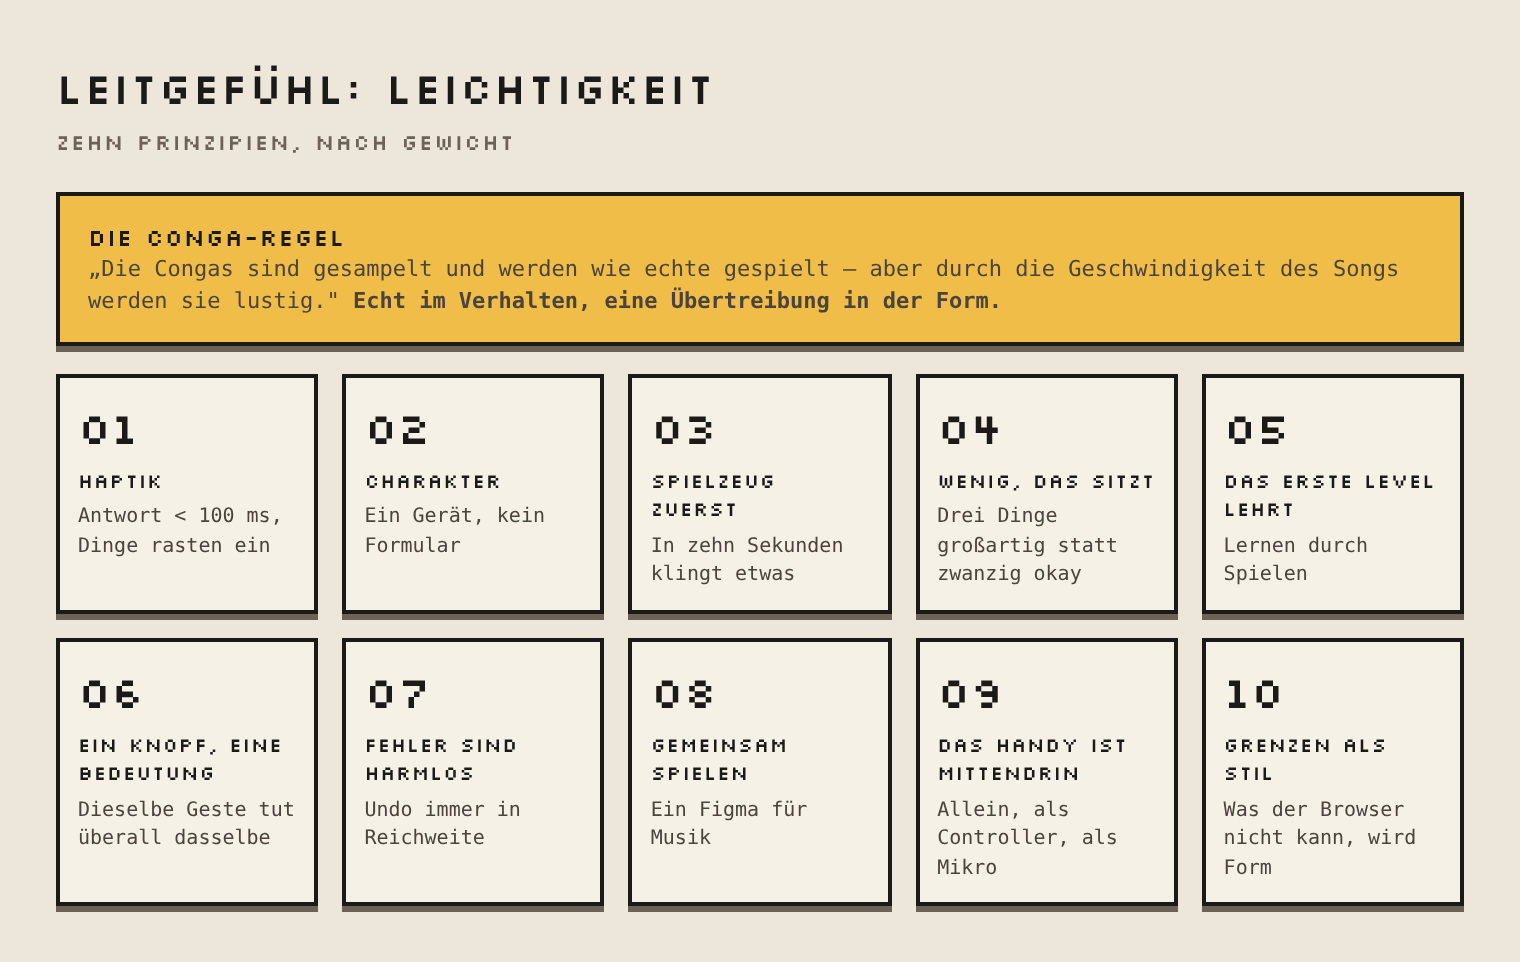 LEITGEFÜHL: LEICHTIGKEIT
ZEHN PRINZIPIEN, NACH GEWICHT
DIE CONGA-REGEL
„Die Congas sind gesampelt und werden wie echte gespielt — aber durch die Geschwindigkeit des Songs
werden sie lustig." Echt im Verhalten, eine Übertreibung in der Form.
01
HAPTIK
Antwort < 100 ms,
Dinge rasten ein
02
CHARAKTER
Ein Gerät, kein
Formular
03
SPIELZEUG
ZUERST
In zehn Sekunden
klingt etwas
04
WENIG, DAS SITZT
Drei Dinge
großartig statt
zwanzig okay
05
DAS ERSTE LEVEL
LEHRT
Lernen durch
Spielen
06
EIN KNOPF, EINE
BEDEUTUNG
Dieselbe Geste tut
überall dasselbe
07
FEHLER SIND
HARMLOS
Undo immer in
Reichweite
08
GEMEINSAM
SPIELEN
Ein Figma für
Musik
09
DAS HANDY IST
MITTENDRIN
Allein, als
Controller, als
Mikro
10
GRENZEN ALS
STIL
Was der Browser
nicht kann, wird
Form